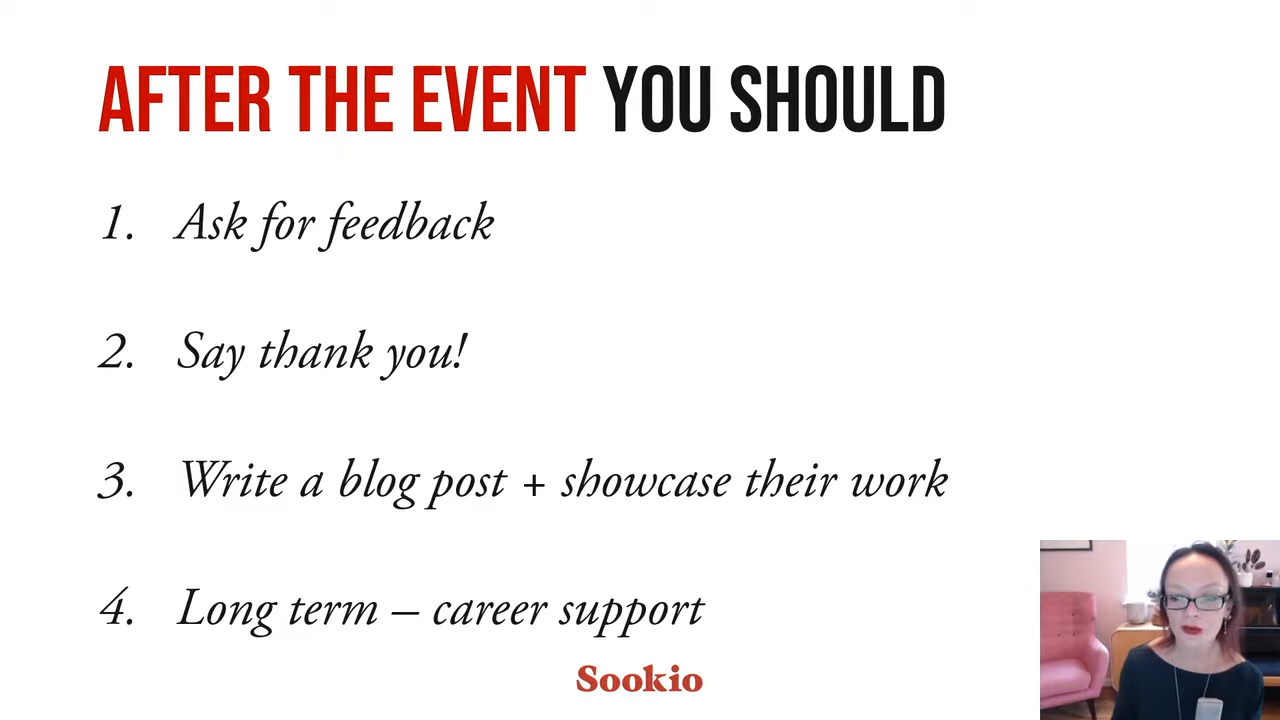 AFTER THE EVENT YOU SHOULD
1. Ask for feedback
2. Say thank you!
3. Write a blog post + showcase their work
4. Long term – career support
Sookio